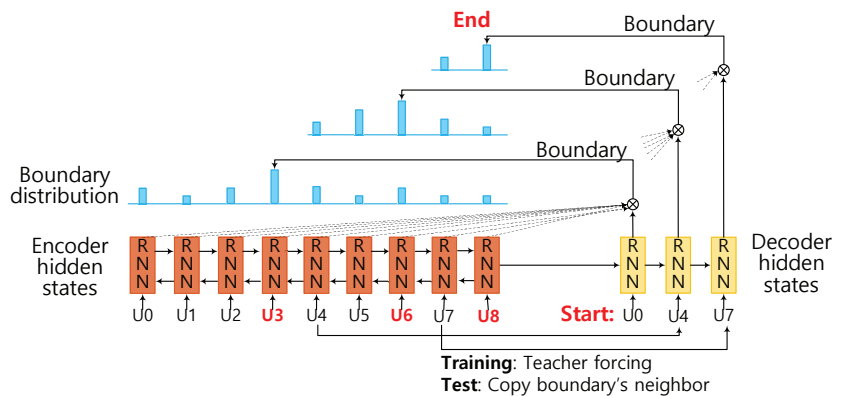 End
Boundary
Boundary
Boundary
Boundary
distribution
Encoder
hidden
states
R N N
R N N
R N N
R N N
R N N
R N N
R N N
R N N
R N N
R N N
R N N
R N N
Decoder
hidden
states
U0 U1 U2 U3 U4 U5 U6 U7 U8 Start: U0 U4 U7
Training: Teacher forcing
Test: Copy boundary's neighbor